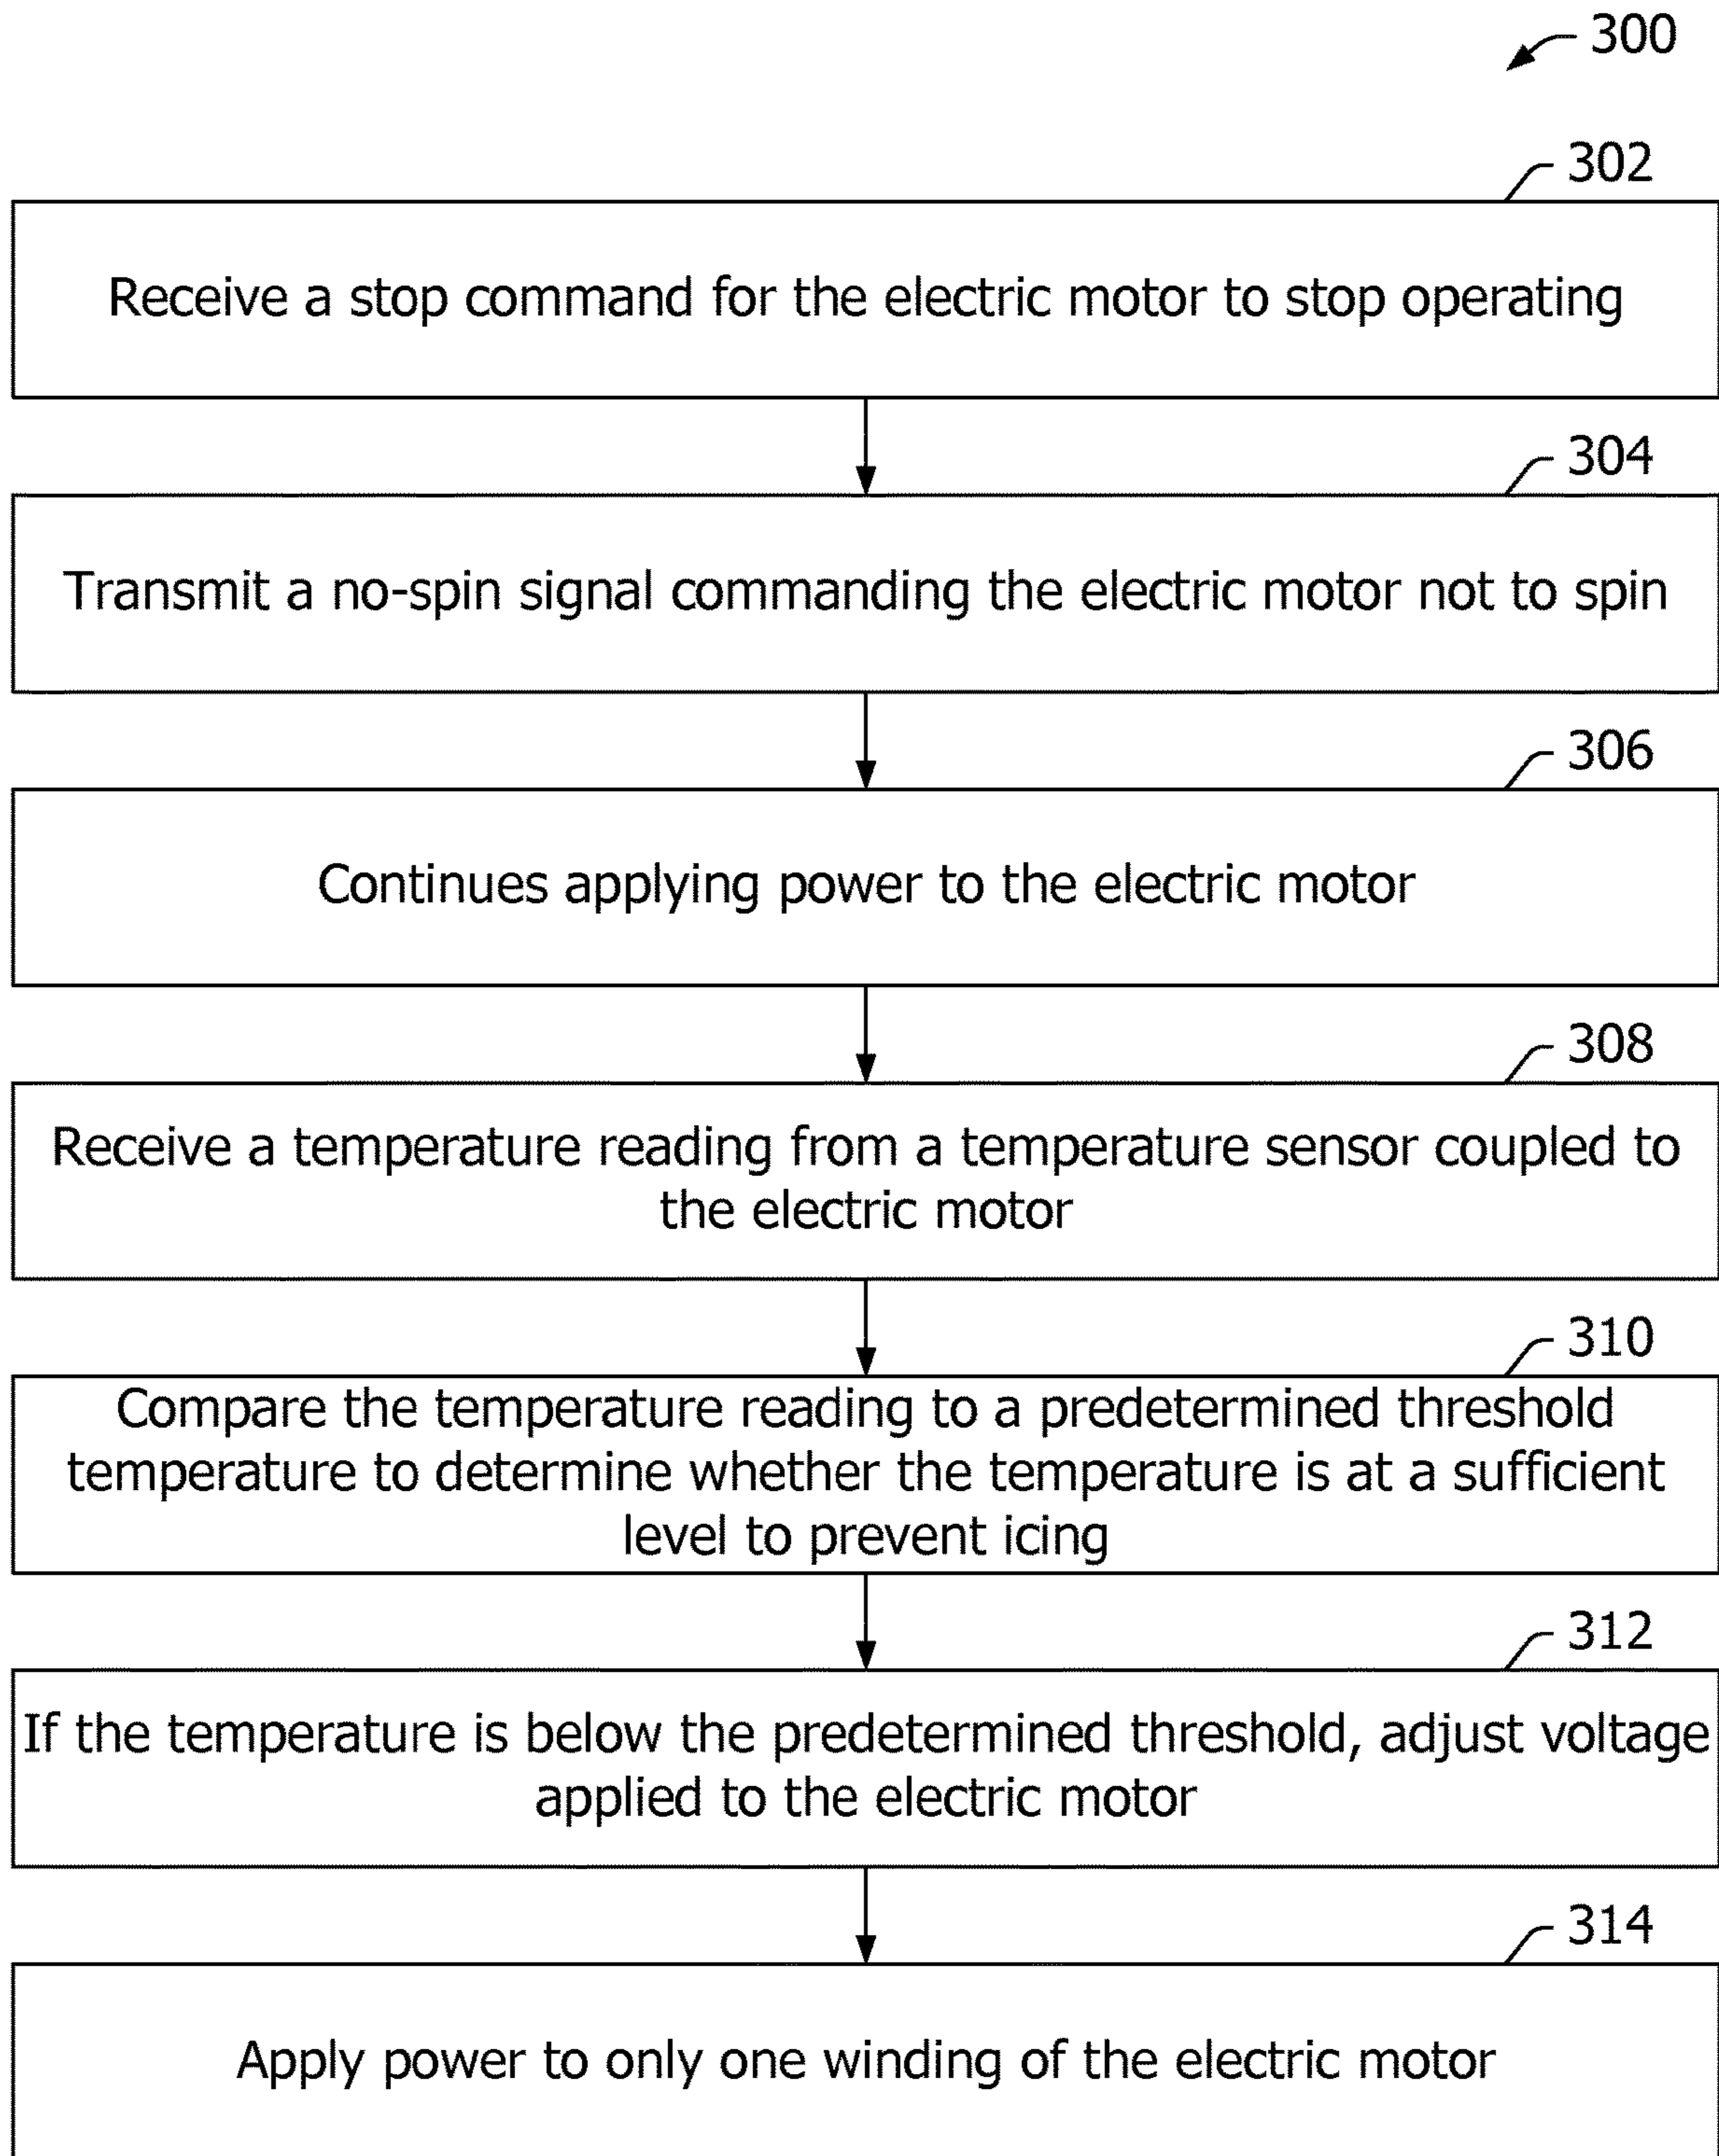 300
302
Receive a stop command for the electric motor to stop operating
304
Transmit a no-spin signal commanding the electric motor not to spin
306
Continues applying power to the electric motor
308
Receive a temperature reading from a temperature sensor coupled to
the electric motor
310
Compare the temperature reading to a predetermined threshold
temperature to determine whether the temperature is at a sufficient
level to prevent icing
312
If the temperature is below the predetermined threshold, adjust voltage
applied to the electric motor
314
Apply power to only one winding of the electric motor